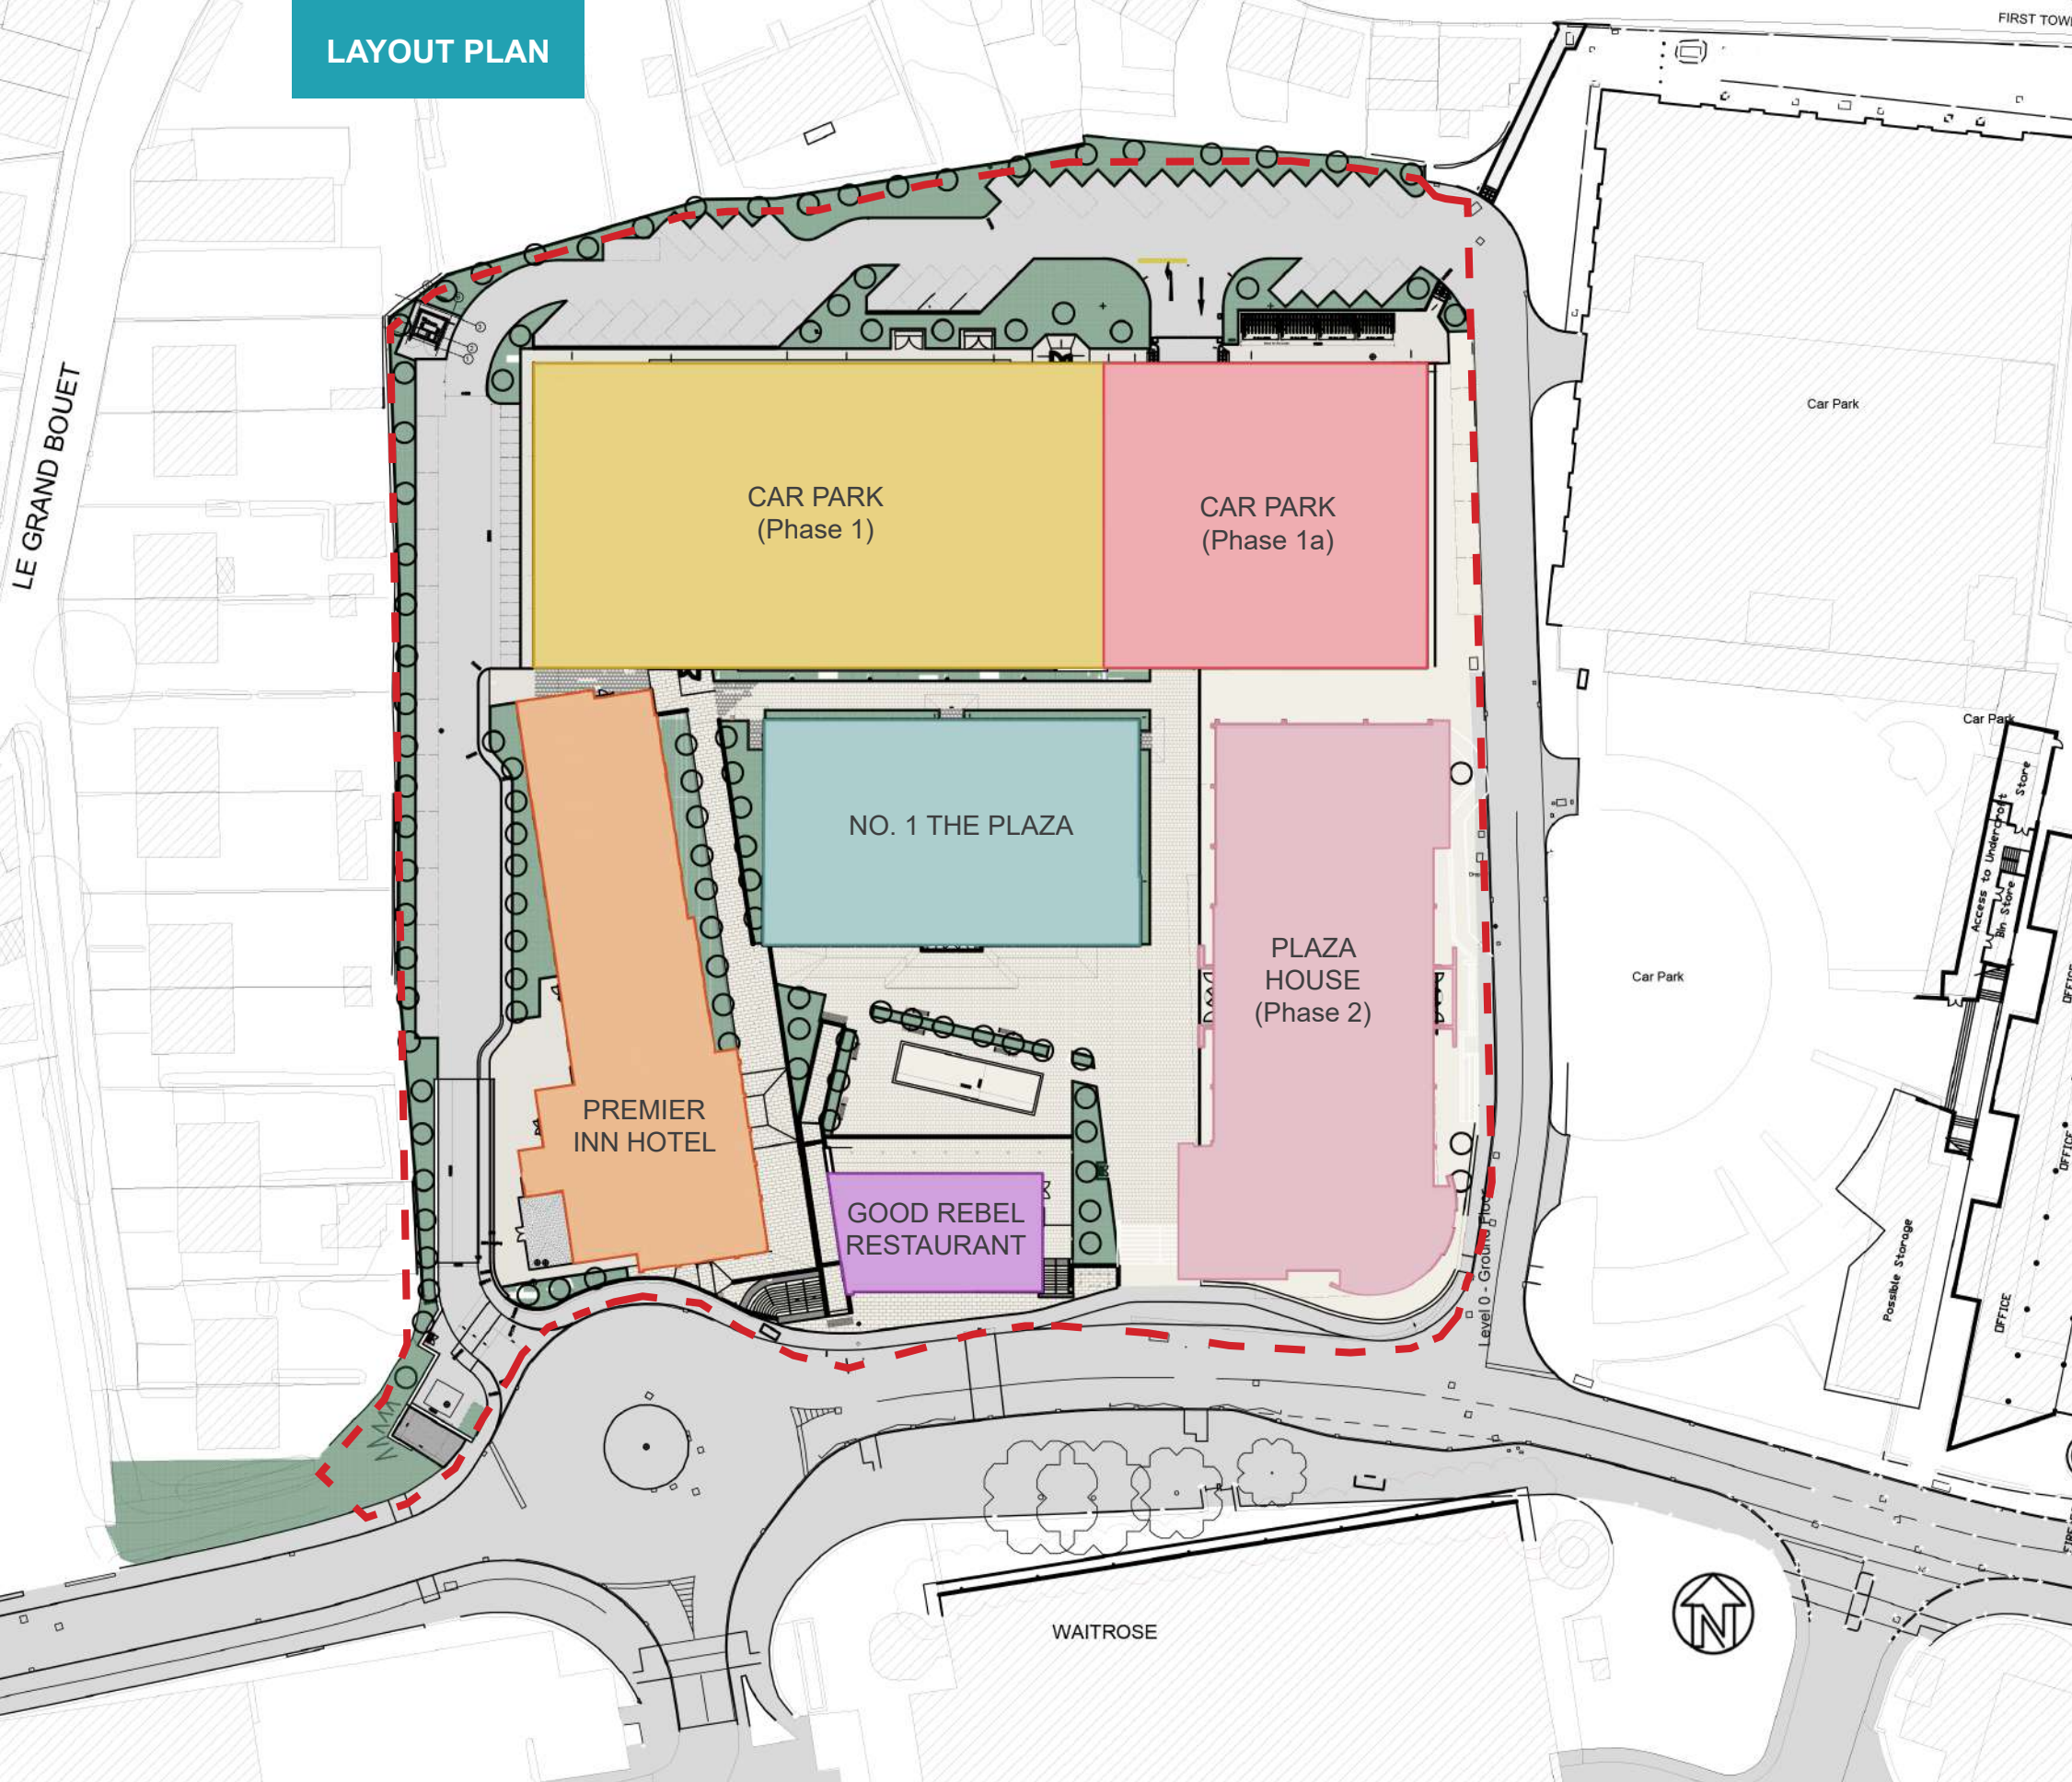 LAYOUT PLAN
FIRST TOW
LE GRAND BOUET
Car Park
CAR PARK
(Phase 1)
CAR PARK
(Phase 1a)
Car Park
Store
Access to Undercroft
Bin Store
NO. 1 THE PLAZA
PLAZA
HOUSE
(Phase 2)
Car Park
OFFICE
PREMIER
INN HOTEL
OFFICE
GOOD REBEL
RESTAURANT
Level 0 - Ground Floor
Possible Storage
OFFICE
WAITROSE
N